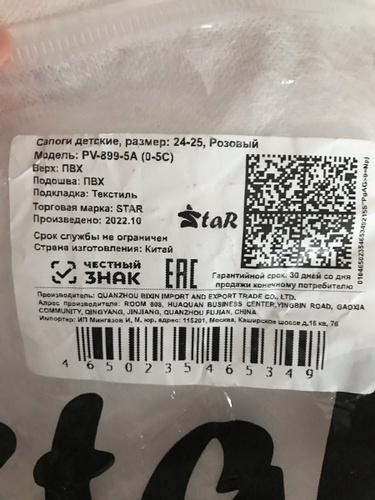 Сапоги детские, размер: 24-25, Розовый
Модель: PV-899-5A (0-5C)
Верх: ПВХ
Подошва: ПВХ
Подкладка: Текстиль
Торговая марка: STAR
Произведено: 2022.10
Срок службы не ограничен
Страна изготовления: Китай
StaR
ЧЕСТНЫЙ
ЗНАК
EAC
Гарантийной срок: 30 дней со дня
продажи конечному потребителю
Производитель: QUANZHOU BIXIN IMPORT AND EXPORT TRADE CO., LTD.
Адрес производителя: ROOM 808, HUAQUAN BUSINESS CENTER, YINGBIN ROAD, GAOXIA
COMMUNITY, QINGYANG, JINJIANG, QUANZHOU FUJIAN, CHINA
Импортер: ИП Мингазов И, М, юр, адрес: 115201, Москва, Каширское шоссе д,16 кв, 76
4650235465349